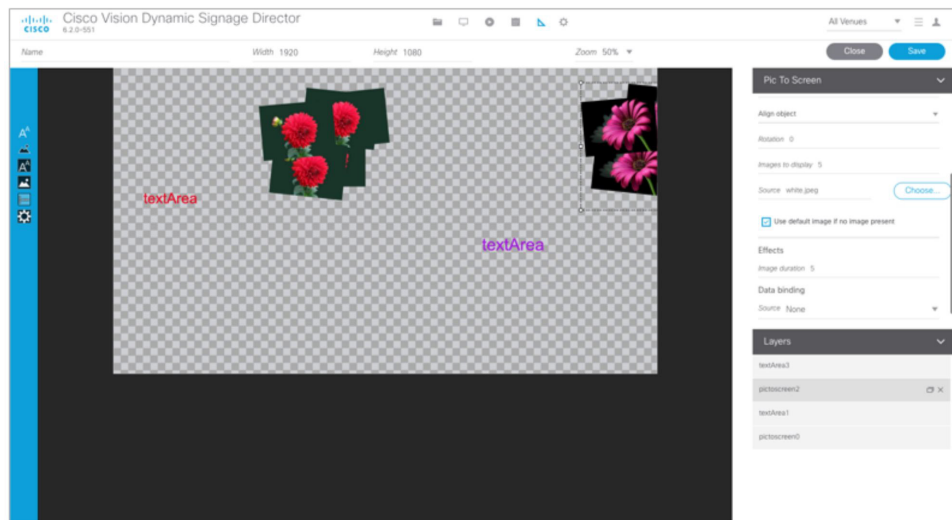 CISCO
Cisco Vision Dynamic Signage Director
6.2.0-551
All Venues
Name
Width 1920
Height 1080
Zoom 50%
Close
Save
Pic To Screen
Align object
Rotation 0
Images to display 5
Source white.jpeg
Choose...
Use default image if no image present
Effects
Image duration 5
Data binding
Source None
textArea
textArea
Layers
textArea3
pictoscreen2
textArea1
pictoscreen0